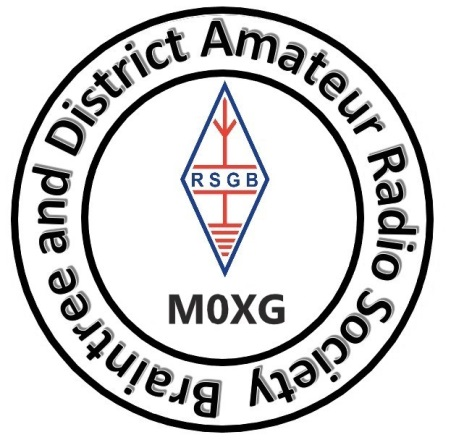 Braintree and District Amateur Radio Society
RSGB
M0XG